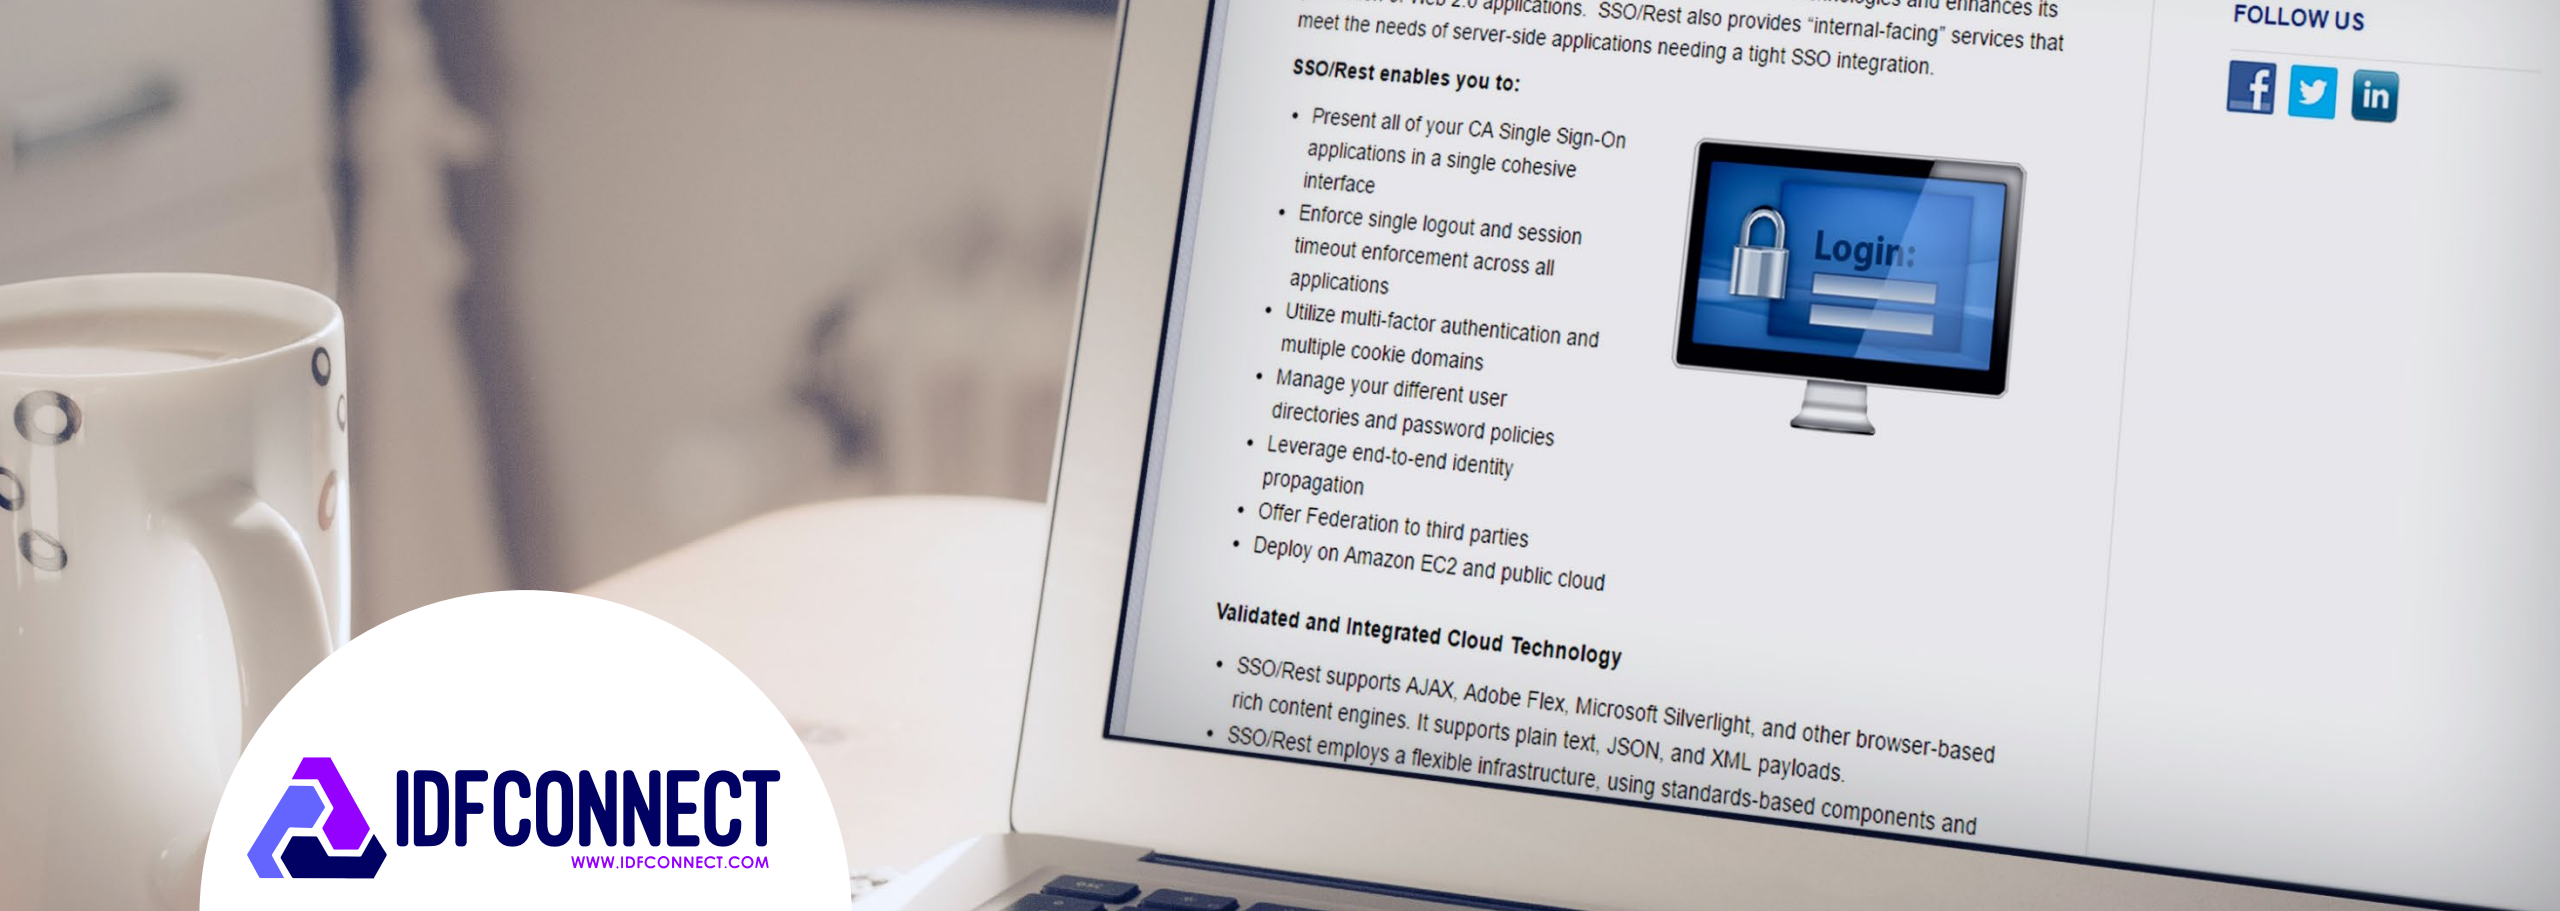 Web 2.0 applications. SSO/Rest also provides “internal-facing” services that
meet the needs of server-side applications needing a tight SSO integration.
SSO/Rest enables you to:
• Present all of your CA Single Sign-On
applications in a single cohesive
interface
• Enforce single logout and session
timeout enforcement across all
applications
• Utilize multi-factor authentication and
multiple cookie domains
• Manage your different user
directories and password policies
• Leverage end-to-end identity
propagation
• Offer Federation to third parties
• Deploy on Amazon EC2 and public cloud
Login:
Validated and Integrated Cloud Technology
• SSO/Rest supports AJAX, Adobe Flex, Microsoft Silverlight, and other browser-based
rich content engines. It supports plain text, JSON, and XML payloads.
• SSO/Rest employs a flexible infrastructure, using standards-based components and
FOLLOW US
f
in
esc
IDFCONNECT
WWW.IDFCONNECT.COM